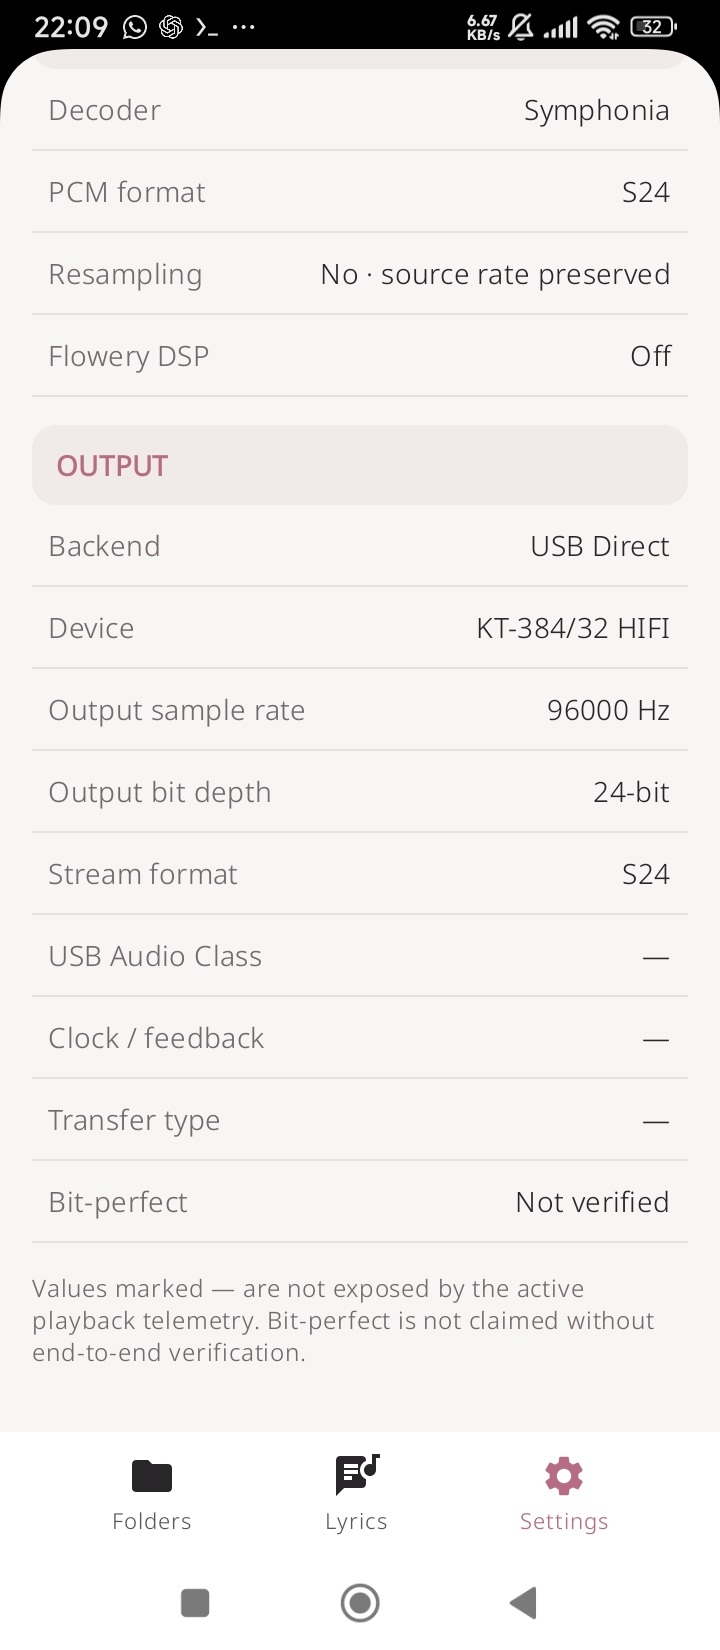 22:09
6.67
KB/s
32
Decoder Symphonia
PCM format S24
Resampling No · source rate preserved
Flowery DSP Off
OUTPUT
Backend USB Direct
Device KT-384/32 HIFI
Output sample rate 96000 Hz
Output bit depth 24-bit
Stream format S24
USB Audio Class —
Clock / feedback —
Transfer type —
Bit-perfect Not verified
Values marked — are not exposed by the active
playback telemetry. Bit-perfect is not claimed without
end-to-end verification.
Folders Lyrics Settings